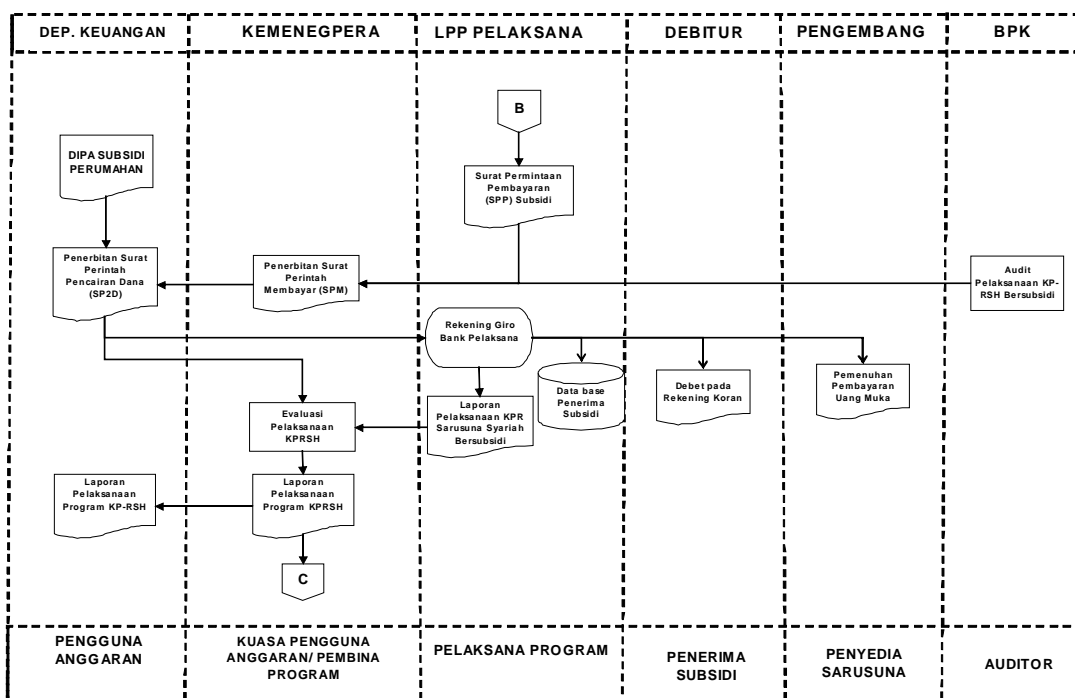 DEP. KEUANGAN
KEMENEGPERA
LPP PELAKSANA
DEBITUR
PENGEMBANG
BPK
B
DIPA SUBSIDI
PERUMAHAN
Surat Permintaan
Pembayaran
(SPP) Subsidi
Penerbitan Surat
Perintah
Pencairan Dana
(SP2D)
Penerbitan Surat
Perintah
Membayar (SPM)
Audit
Pelaksanaan KP-
RSH Bersubsidi
Rekening Giro
Bank Pelaksana
Data base
Penerima
Subsidi
Debet pada
Rekening Koran
Pemenuhan
Pembayaran
Uang Muka
Evaluasi
Pelaksanaan
KPRSH
Laporan
Pelaksanaan KPR
Sarusuna Syariah
Bersubsidi
Laporan
Pelaksanaan
Program KP-RSH
Laporan
Pelaksanaan
Program KPRSH
C
PENGGUNA
ANGGARAN
KUASA PENGGUNA
ANGGARAN/ PEMBINA
PROGRAM
PELAKSANA PROGRAM
PENERIMA
SUBSIDI
PENYEDIA
SARUSUNA
AUDITOR